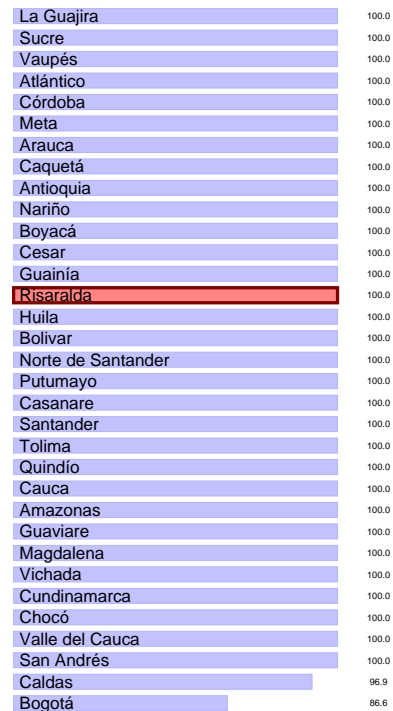 La Guajira 100.0
Sucre 100.0
Vaupés 100.0
Atlántico 100.0
Córdoba 100.0
Meta 100.0
Arauca 100.0
Caquetá 100.0
Antioquia 100.0
Nariño 100.0
Boyacá 100.0
Cesar 100.0
Guainía 100.0
Risaralda 100.0
Huila 100.0
Bolivar 100.0
Norte de Santander 100.0
Putumayo 100.0
Casanare 100.0
Santander 100.0
Tolima 100.0
Quindío 100.0
Cauca 100.0
Amazonas 100.0
Guaviare 100.0
Magdalena 100.0
Vichada 100.0
Cundinamarca 100.0
Chocó 100.0
Valle del Cauca 100.0
San Andrés 100.0
Caldas 96.9
Bogotá 86.6